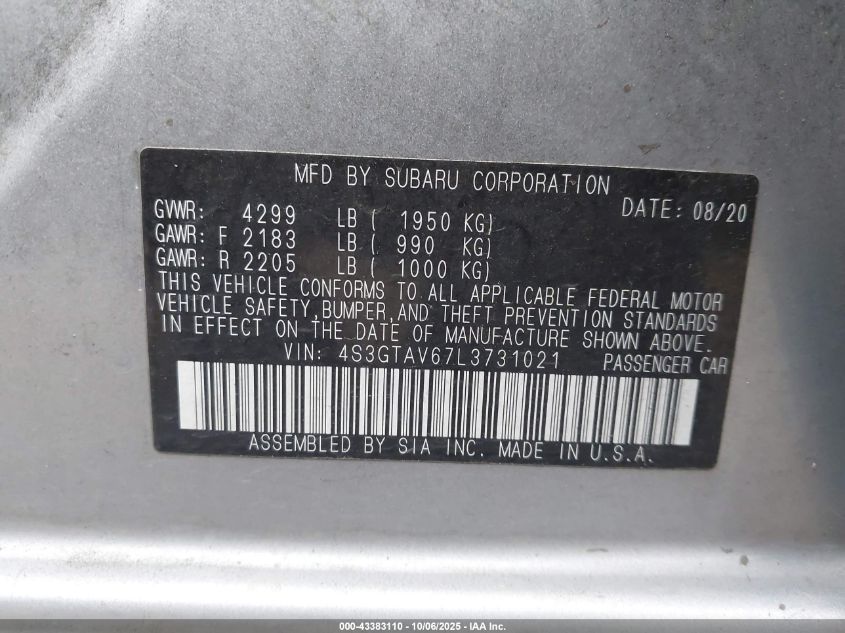 MFD BY SUBARU CORPORATION
GVWR: 4299 LB ( 1950 KG) DATE: 08/20
GAWR: F 2183 LB ( 990 KG)
GAWR: R 2205 LB ( 1000 KG)
THIS VEHICLE CONFORMS TO ALL APPLICABLE FEDERAL MOTOR
VEHICLE SAFETY, BUMPER, AND THEFT PREVENTION STANDARDS
IN EFFECT ON THE DATE OF MANUFACTURE SHOWN ABOVE.
VIN: 4S3GTAV67L3731021 PASSENGER CAR
ASSEMBLED BY SIA INC. MADE IN U.S.A.
000-43383110 - 10/06/2025 - IAA Inc.